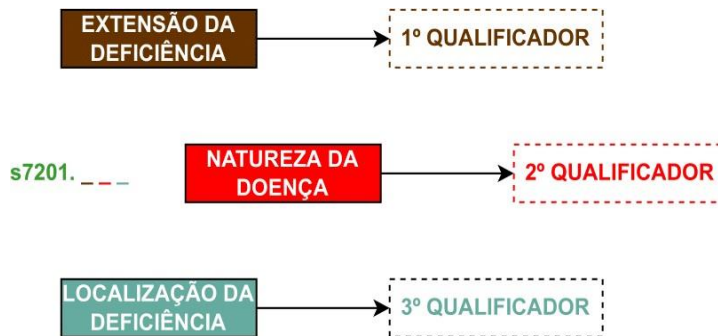 EXTENSÃO DA
DEFICIÊNCIA
1º QUALIFICADOR
s7201. _ _ _
NATUREZA DA
DOENÇA
2º QUALIFICADOR
LOCALIZAÇÃO DA
DEFICIÊNCIA
3º QUALIFICADOR